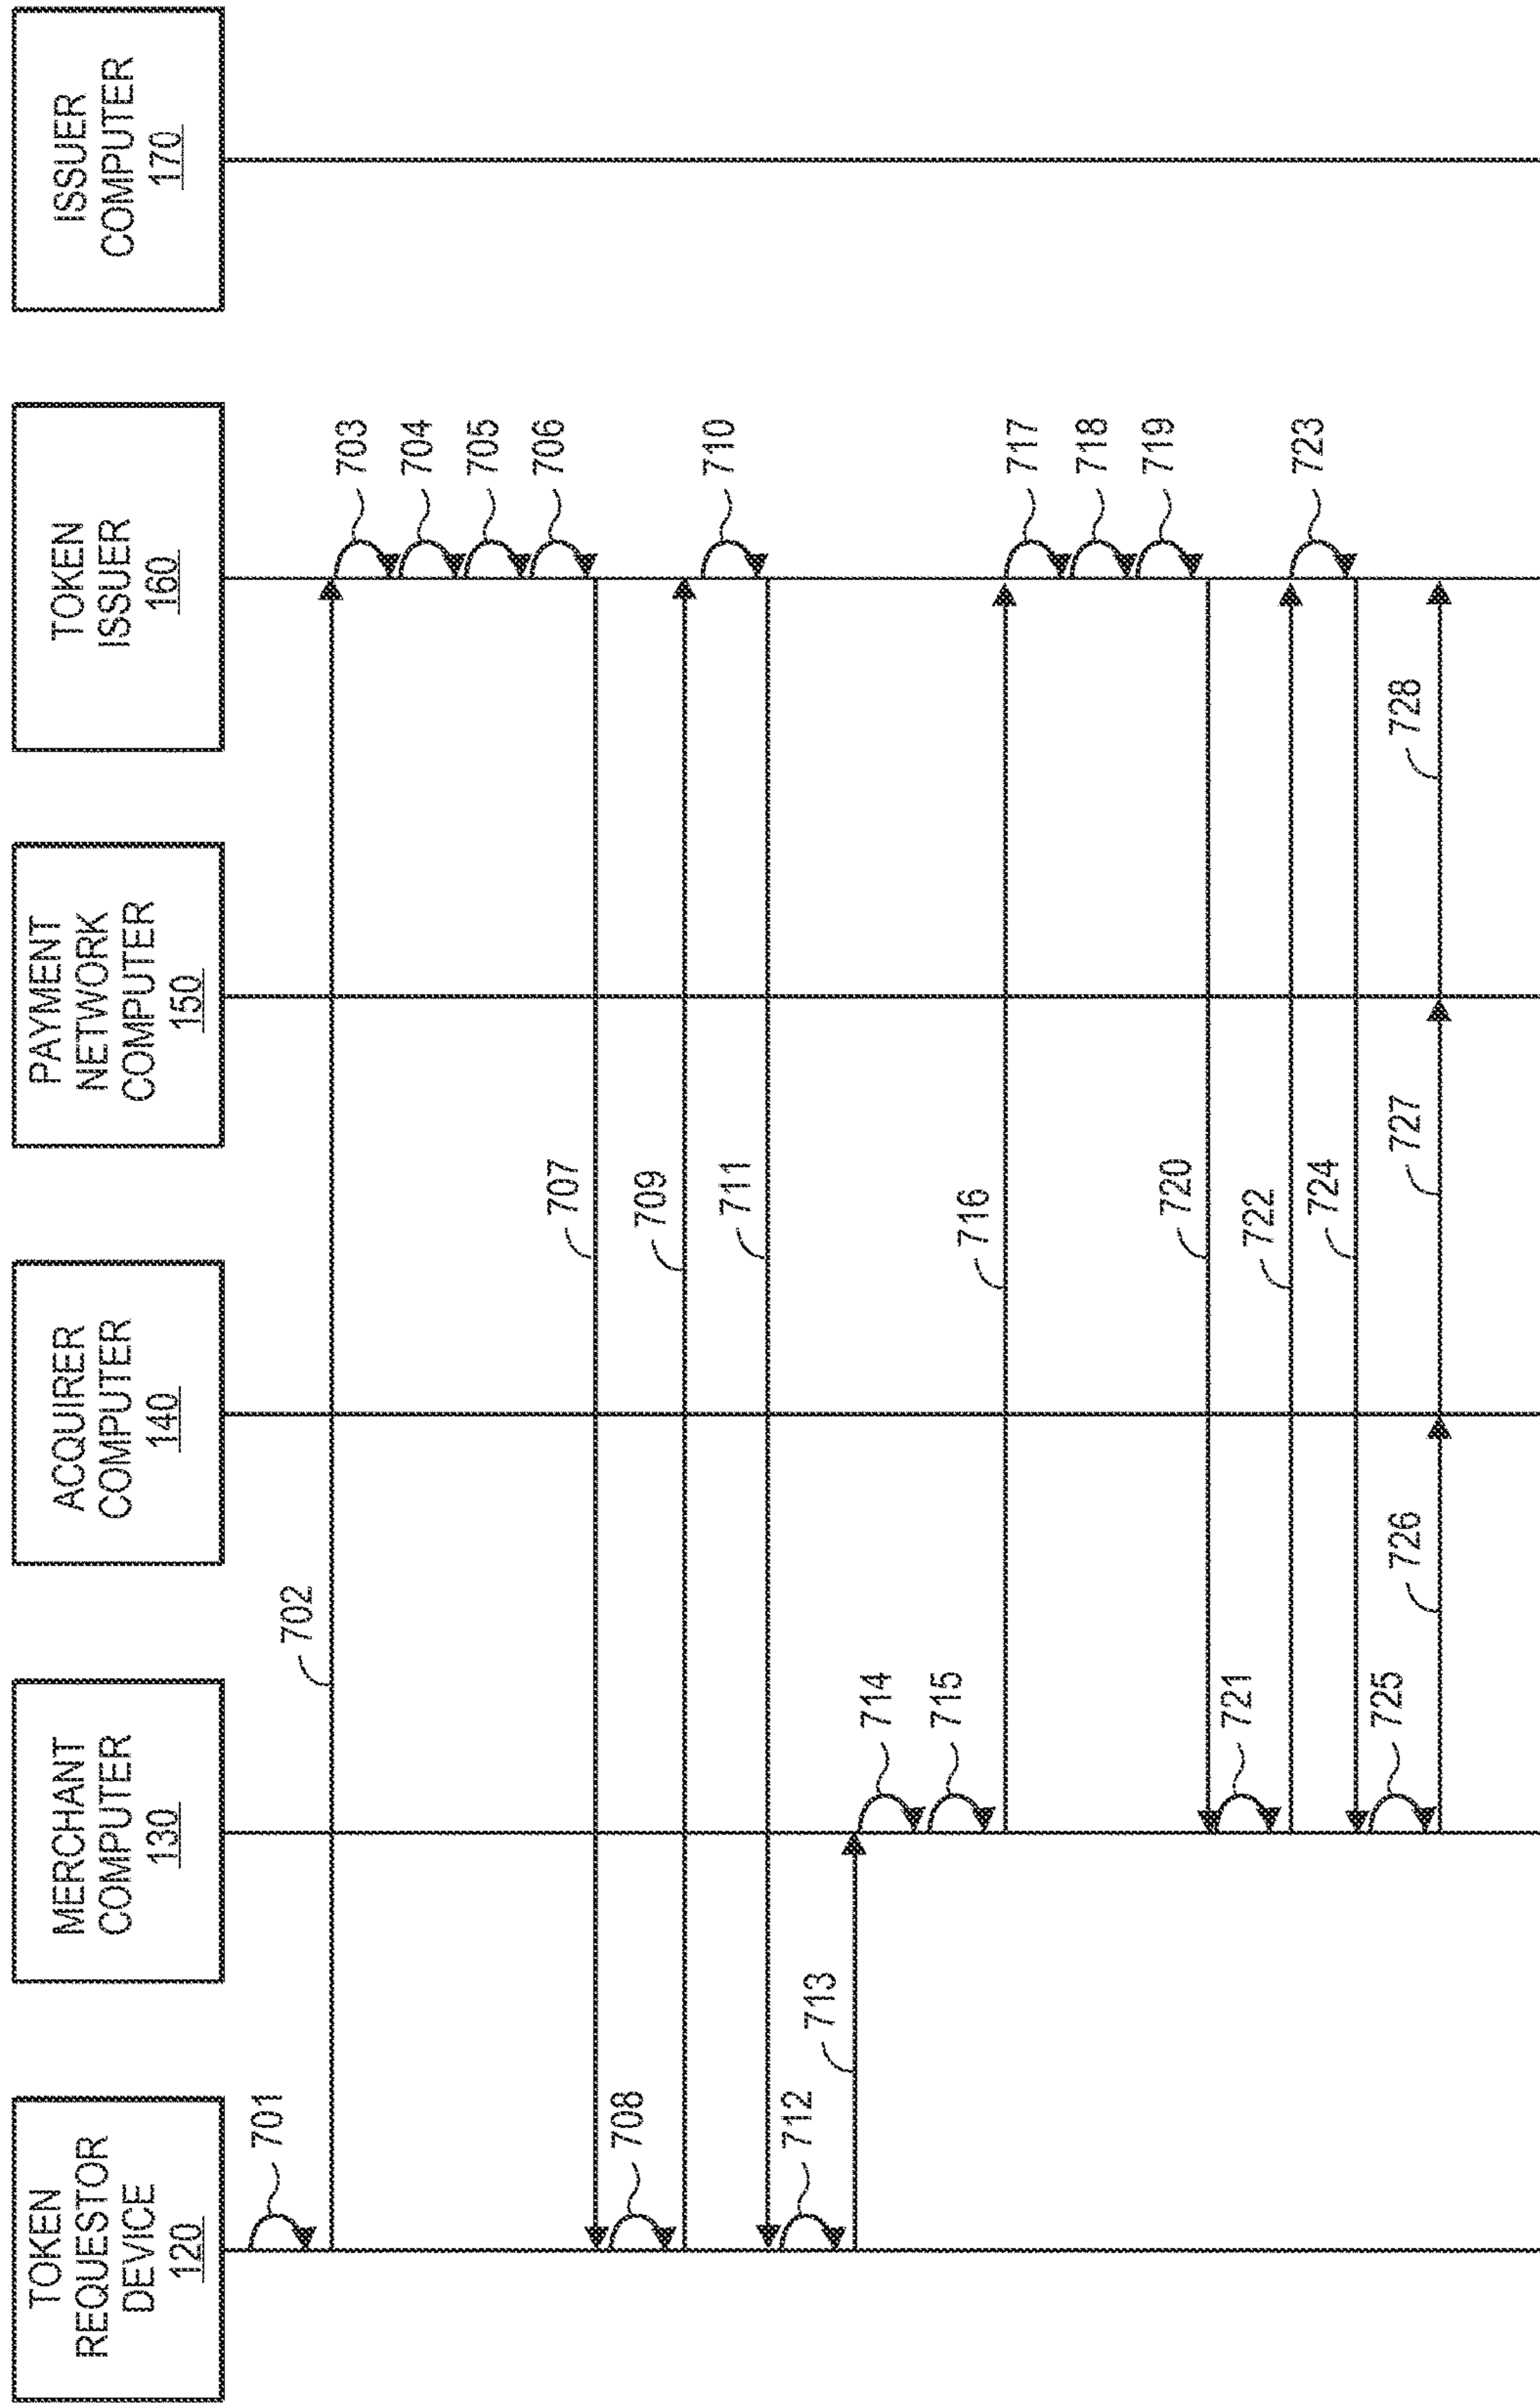 TOKEN
REQUESTOR
DEVICE
120
MERCHANT
COMPUTER
130
ACQUIRER
COMPUTER
140
PAYMENT
NETWORK
COMPUTER
150
TOKEN
ISSUER
160
ISSUER
COMPUTER
170
701
702
703
704
705
706
707
708
709
710
711
712
713
714
715
716
717
718
719
720
721
722
723
724
725
726
727
728